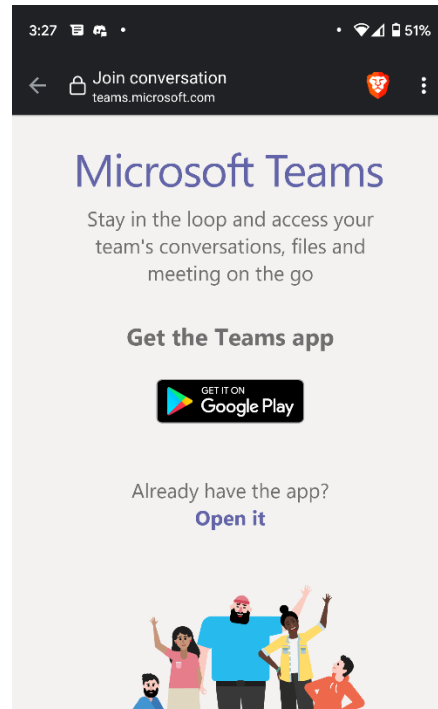 3:27 51%
Join conversation
teams.microsoft.com
Microsoft Teams
Stay in the loop and access your
team's conversations, files and
meeting on the go
Get the Teams app
GET IT ON
Google Play
Already have the app?
Open it